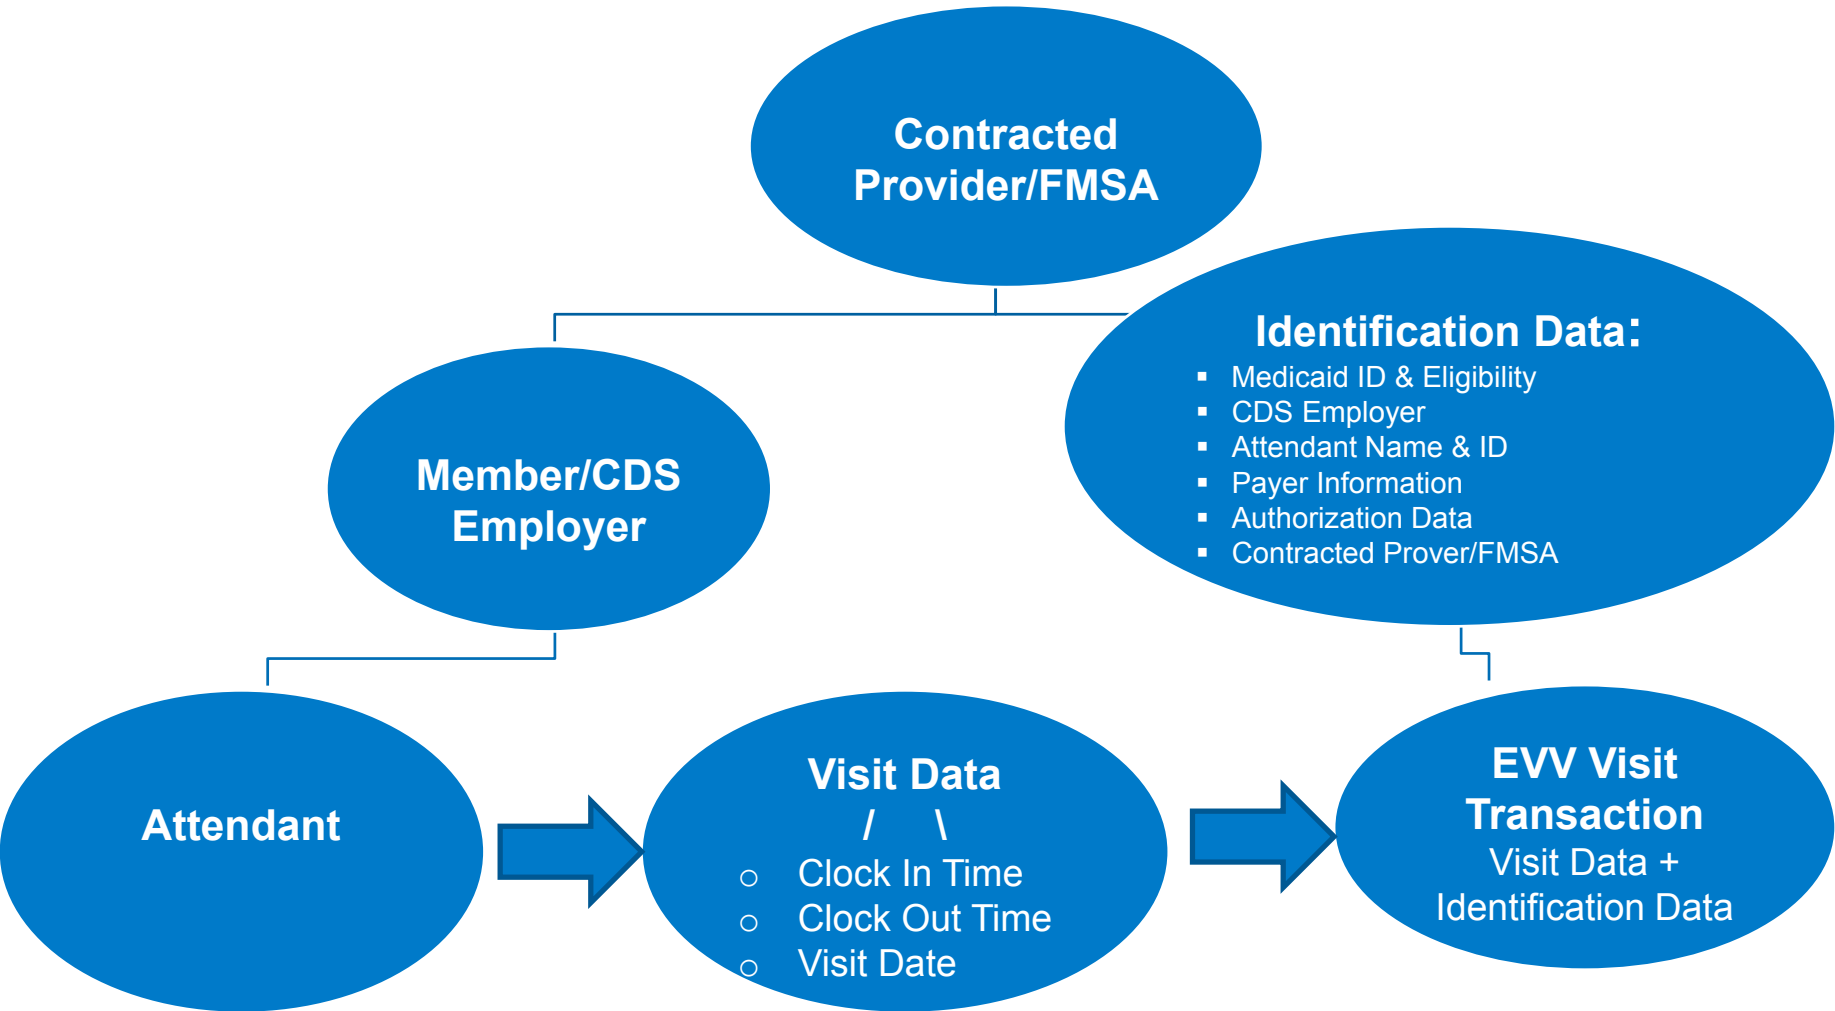 Contracted
Provider/FMSA
Identification Data:
▪ Medicaid ID & Eligibility
▪ CDS Employer
▪ Attendant Name & ID
▪ Payer Information
▪ Authorization Data
▪ Contracted Prover/FMSA
Member/CDS
Employer
Attendant
Visit Data
/ \
o Clock In Time
o Clock Out Time
o Visit Date
EVV Visit
Transaction
Visit Data +
Identification Data